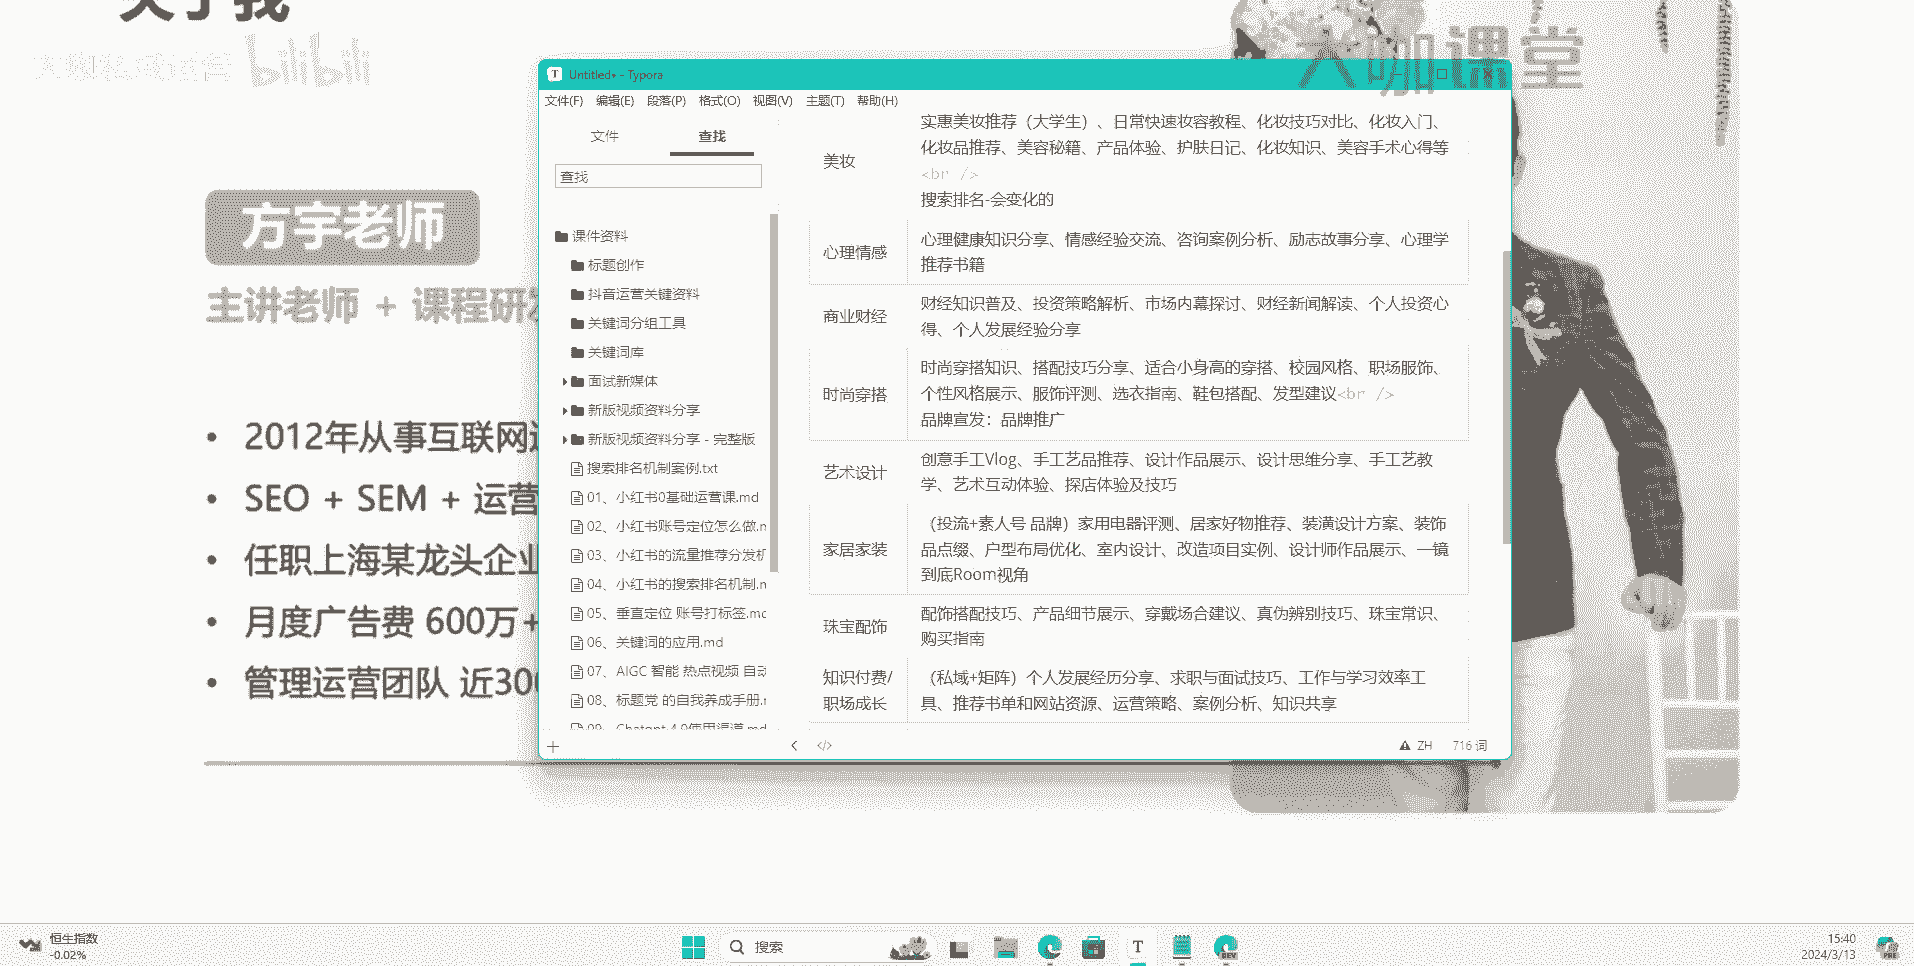 关于我
bilibili
大咖课堂
方宇老师
主讲老师 + 课程研发
2012年从事互联网
SEO + SEM + 运营
任职上海某龙头企业
月度广告费 600万+
管理运营团队 近300
Untitled• - Typora
文件(F) 编辑(E) 段落(P) 格式(O) 视图(V) 主题(T) 帮助(H)
文件 查找
查找
课件资料
标题创作
抖音运营关键资料
关键词分组工具
关键词库
面试新媒体
新版视频资料分享
新版视频资料分享 - 完整版
搜索排名机制案例.txt
01、小红书0基础运营课.md
02、小红书账号定位怎么做.m
03、小红书的流量推荐分发机
04、小红书的搜索排名机制.m
05、垂直定位 账号打标签.mc
06、关键词的应用.md
07、AIGC 智能 热点视频 自动
08、标题党 的自我养成手册.r
09、Chatgpt 4.0使用渠道.md
美妆
实惠美妆推荐（大学生）、日常快速妆容教程、化妆技巧对比、化妆入门、
化妆品推荐、美容秘籍、产品体验、护肤日记、化妆知识、美容手术心得等
<br />
搜索排名-会变化的
心理情感
心理健康知识分享、情感经验交流、咨询案例分析、励志故事分享、心理学
推荐书籍
商业财经
财经知识普及、投资策略解析、市场内幕探讨、财经新闻解读、个人投资心
得、个人发展经验分享
时尚穿搭
时尚穿搭知识、搭配技巧分享、适合小身高的穿搭、校园风格、职场服饰、
个性风格展示、服饰评测、选衣指南、鞋包搭配、发型建议<br />
品牌宣发：品牌推广
艺术设计
创意手工Vlog、手工艺品推荐、设计作品展示、设计思维分享、手工艺教
学、艺术互动体验、探店体验及技巧
家居家装
（投流+素人号 品牌）家用电器评测、居家好物推荐、装潢设计方案、装饰
品点缀、户型布局优化、室内设计、改造项目实例、设计师作品展示、一镜
到底Room视角
珠宝配饰
配饰搭配技巧、产品细节展示、穿戴场合建议、真伪辨别技巧、珠宝常识、
购买指南
知识付费/
职场成长
（私域+矩阵）个人发展经历分享、求职与面试技巧、工作与学习效率工
具、推荐书单和网站资源、运营策略、案例分析、知识共享
ZH 716 词
恒生指数
-0.02%
搜索
DEV
15:40
2024/3/13
PRE